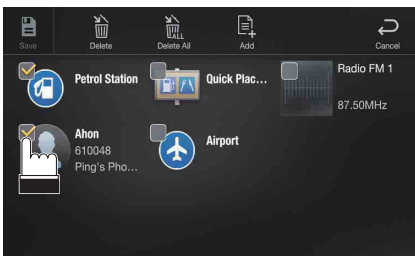 Save
Delete
ALL
Delete All
Add
Cancel
Petrol Station
Quick Plac...
Radio FM 1
87.50MHz
Ahon
610048
Ping's Pho...
Airport